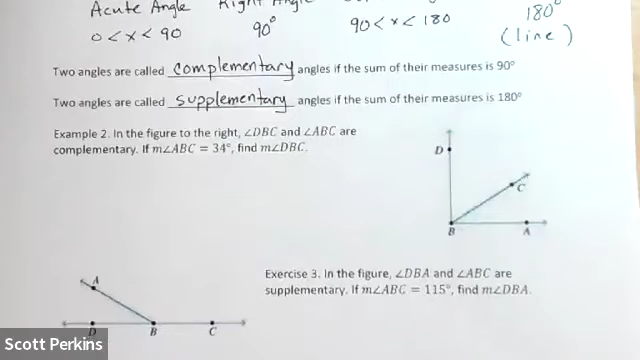 Acute Angle Right Angle
0 < x < 90 90° 90 < x < 180 180°
(line)
Two angles are called complementary angles if the sum of their measures is 90°
Two angles are called supplementary angles if the sum of their measures is 180°
Example 2. In the figure to the right, ∠DBC and ∠ABC are
complementary. If m∠ABC = 34°, find m∠DBC.
D
C
B A
Exercise 3. In the figure, ∠DBA and ∠ABC are
supplementary. If m∠ABC = 115°, find m∠DBA.
A
D B C
Scott Perkins